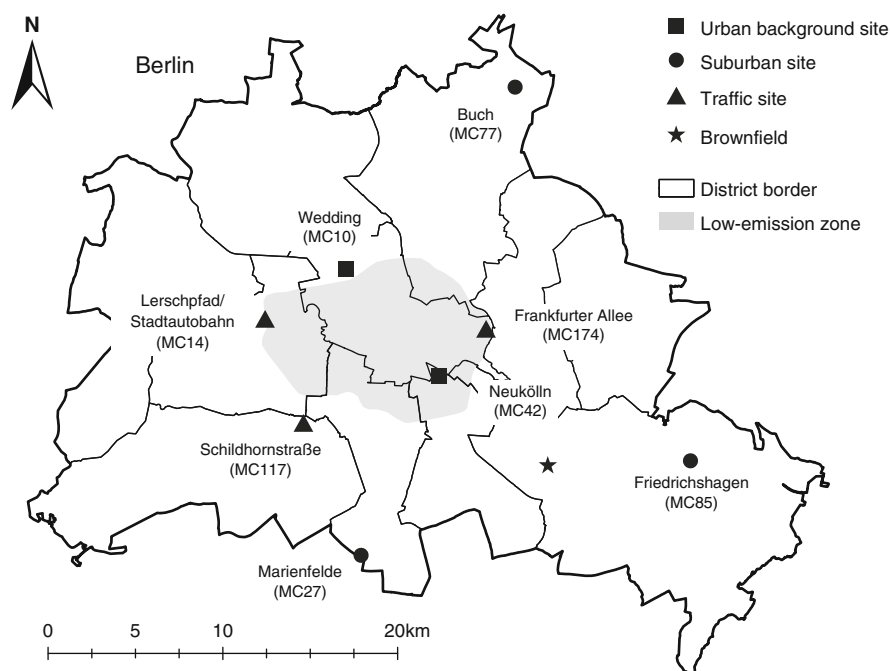 N
Berlin
Urban background site
Suburban site
Traffic site
Brownfield
District border
Low-emission zone
Buch
(MC77)
Wedding
(MC10)
Lerschpfad/
Stadtautobahn
(MC14)
Frankfurter Allee
(MC174)
Neukölln
(MC42)
Schildhornstraße
(MC117)
Friedrichshagen
(MC85)
Marienfelde
(MC27)
0 5 10 20km